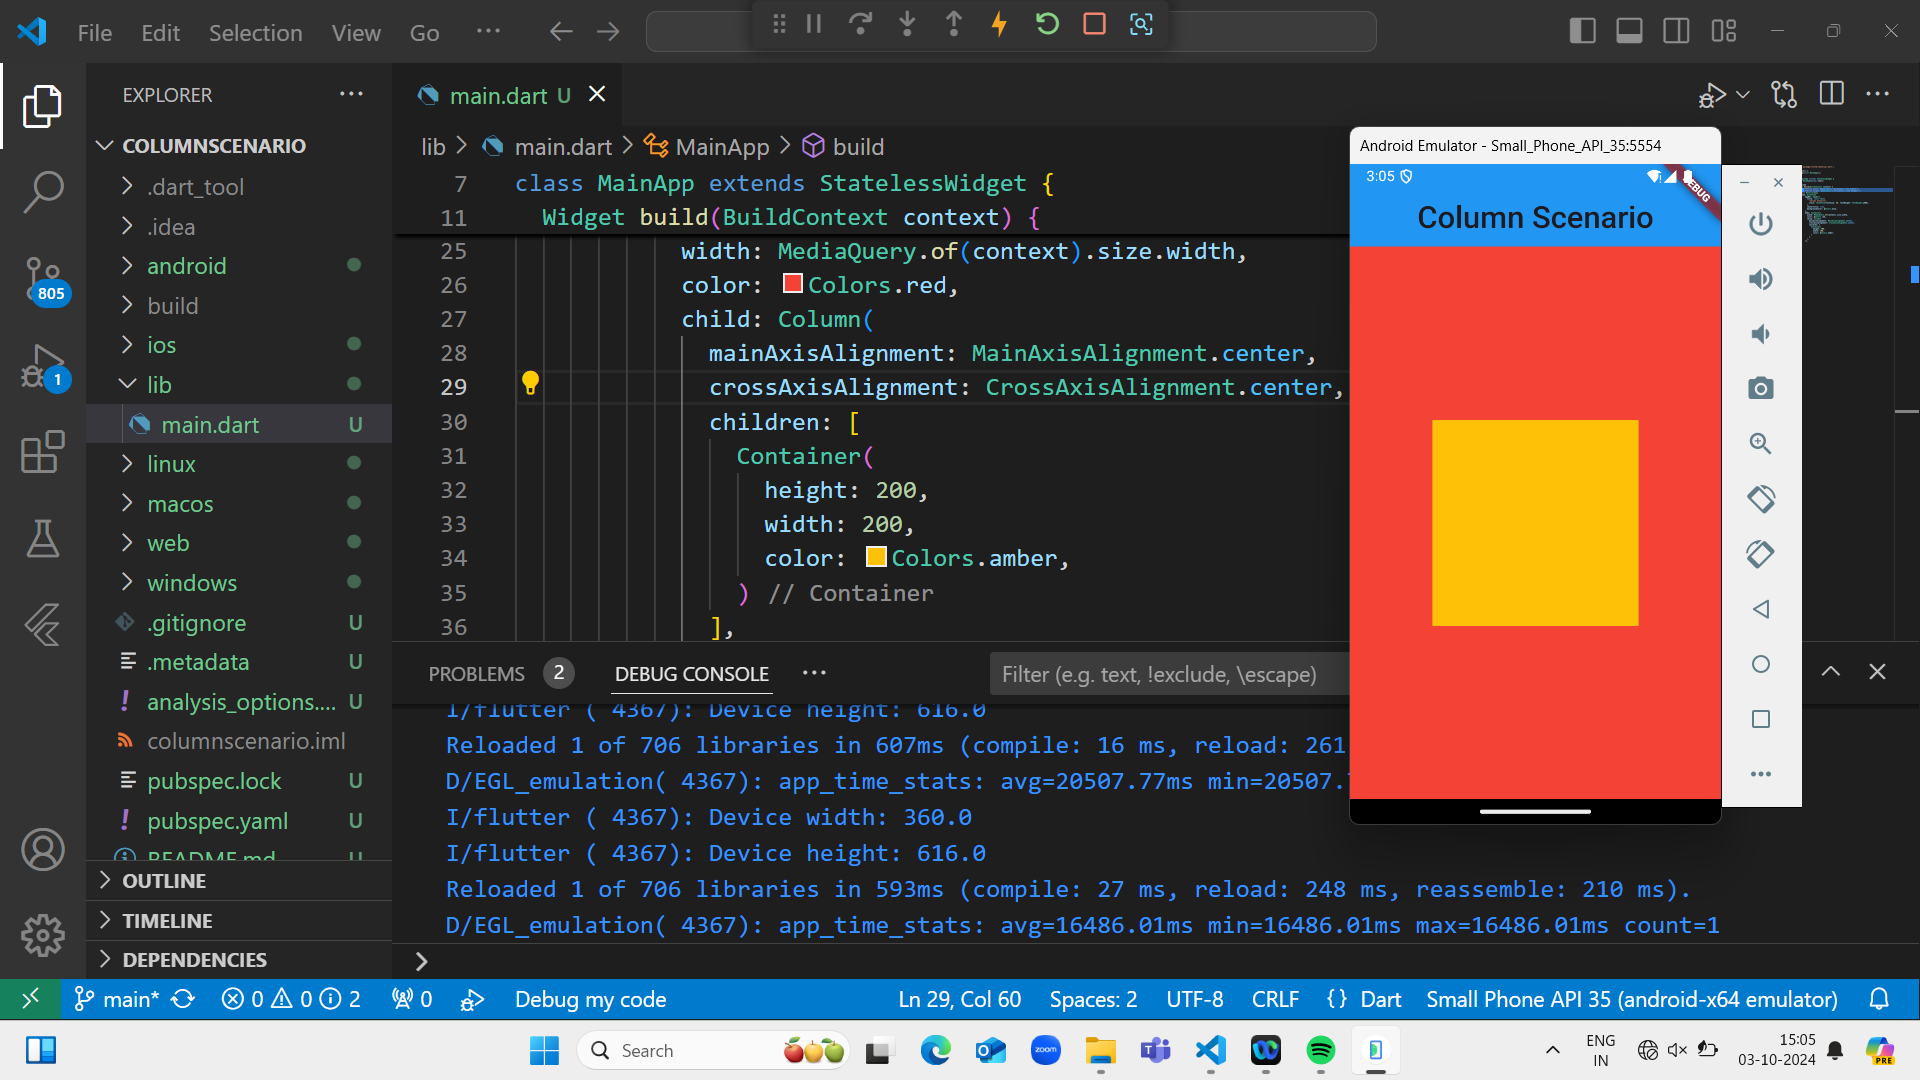 File Edit Selection View Go
EXPLORER
main.dart U
COLUMNSCENARIO
.dart_tool
.idea
android
build
ios
lib
main.dart U
linux
macos
web
windows
.gitignore U
.metadata U
analysis_options.... U
columnscenario.iml
pubspec.lock U
pubspec.yaml U
README.md U
OUTLINE
TIMELINE
DEPENDENCIES
805
1
lib > main.dart > MainApp > build
7 class MainApp extends StatelessWidget {
11 Widget build(BuildContext context) {
25 width: MediaQuery.of(context).size.width,
26 color: Colors.red,
27 child: Column(
28 mainAxisAlignment: MainAxisAlignment.center,
29 crossAxisAlignment: CrossAxisAlignment.center,
30 children: [
31 Container(
32 height: 200,
33 width: 200,
34 color: Colors.amber,
35 ) // Container
36 ],
PROBLEMS 2 DEBUG CONSOLE
Filter (e.g. text, !exclude, \escape)
I/flutter ( 4367): Device height: 616.0
Reloaded 1 of 706 libraries in 607ms (compile: 16 ms, reload: 261
D/EGL_emulation( 4367): app_time_stats: avg=20507.77ms min=20507.
I/flutter ( 4367): Device width: 360.0
I/flutter ( 4367): Device height: 616.0
Reloaded 1 of 706 libraries in 593ms (compile: 27 ms, reload: 248 ms, reassemble: 210 ms).
D/EGL_emulation( 4367): app_time_stats: avg=16486.01ms min=16486.01ms max=16486.01ms count=1
>
Android Emulator - Small_Phone_API_35:5554
3:05
DEBUG
Column Scenario
main* 0 0 2 0 Debug my code Ln 29, Col 60 Spaces: 2 UTF-8 CRLF {} Dart Small Phone API 35 (android-x64 emulator)
Search
zoom
ENG
IN
15:05
03-10-2024
PRE